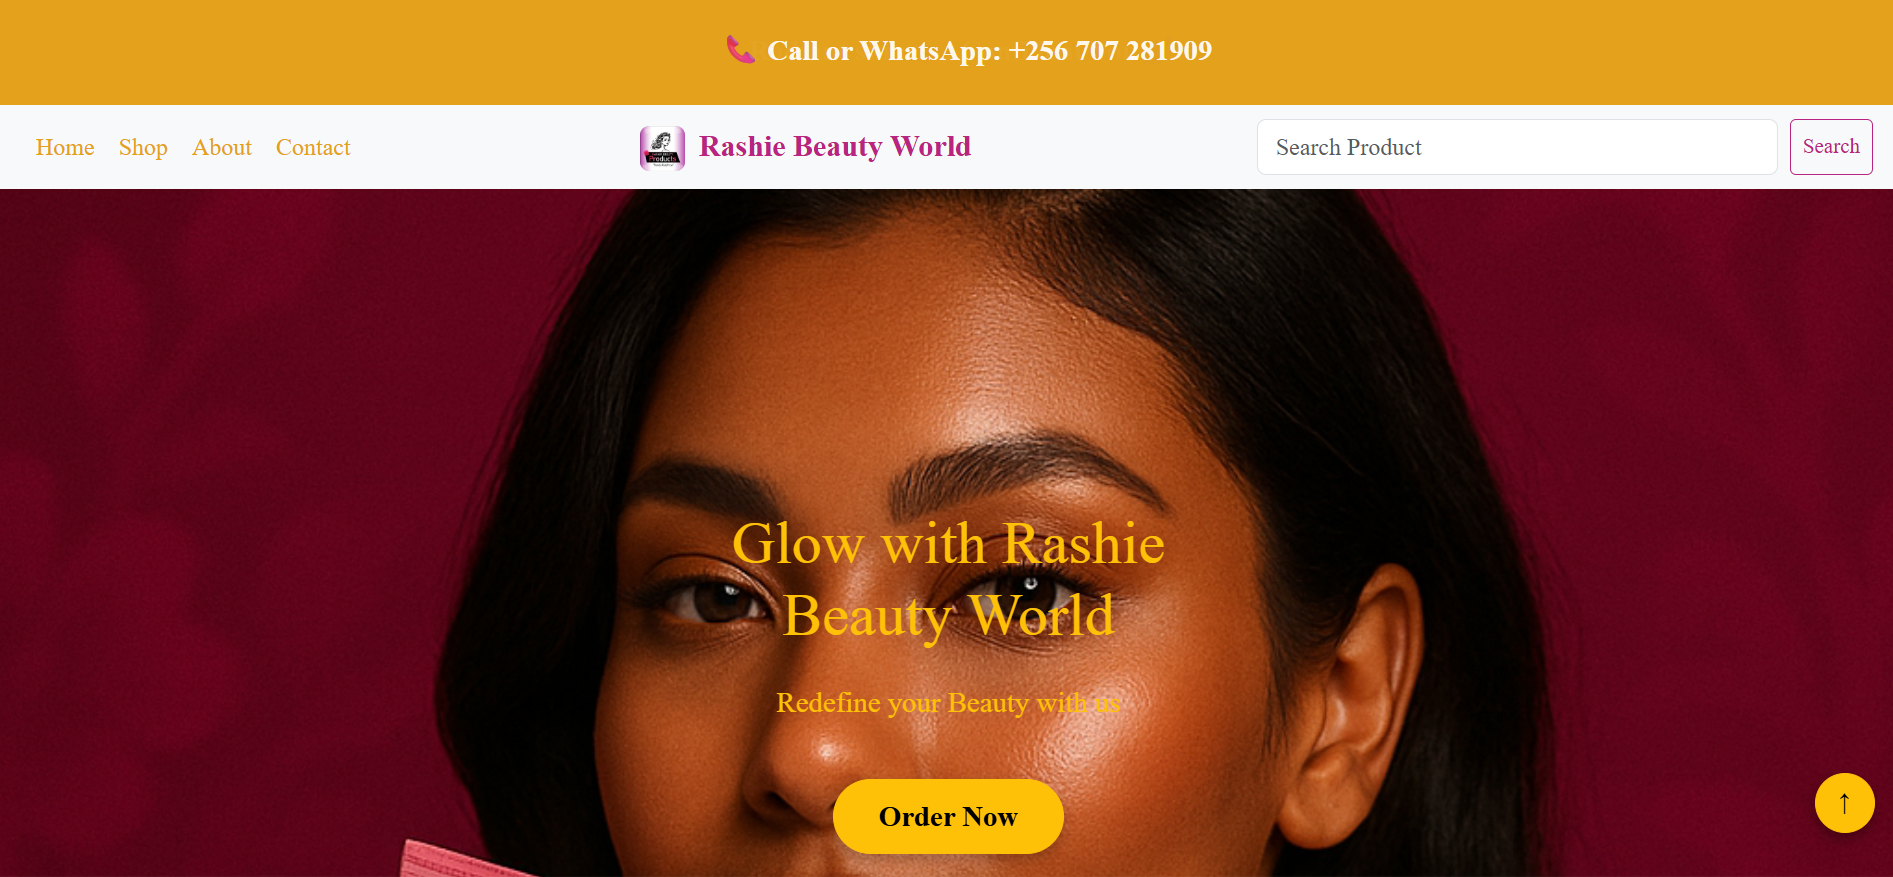 Call or WhatsApp: +256 707 281909
Home Shop About Contact
Products
Rashie Beauty World
Search Product
Search
Glow with Rashie
Beauty World
Redefine your Beauty with us
Order Now
↑